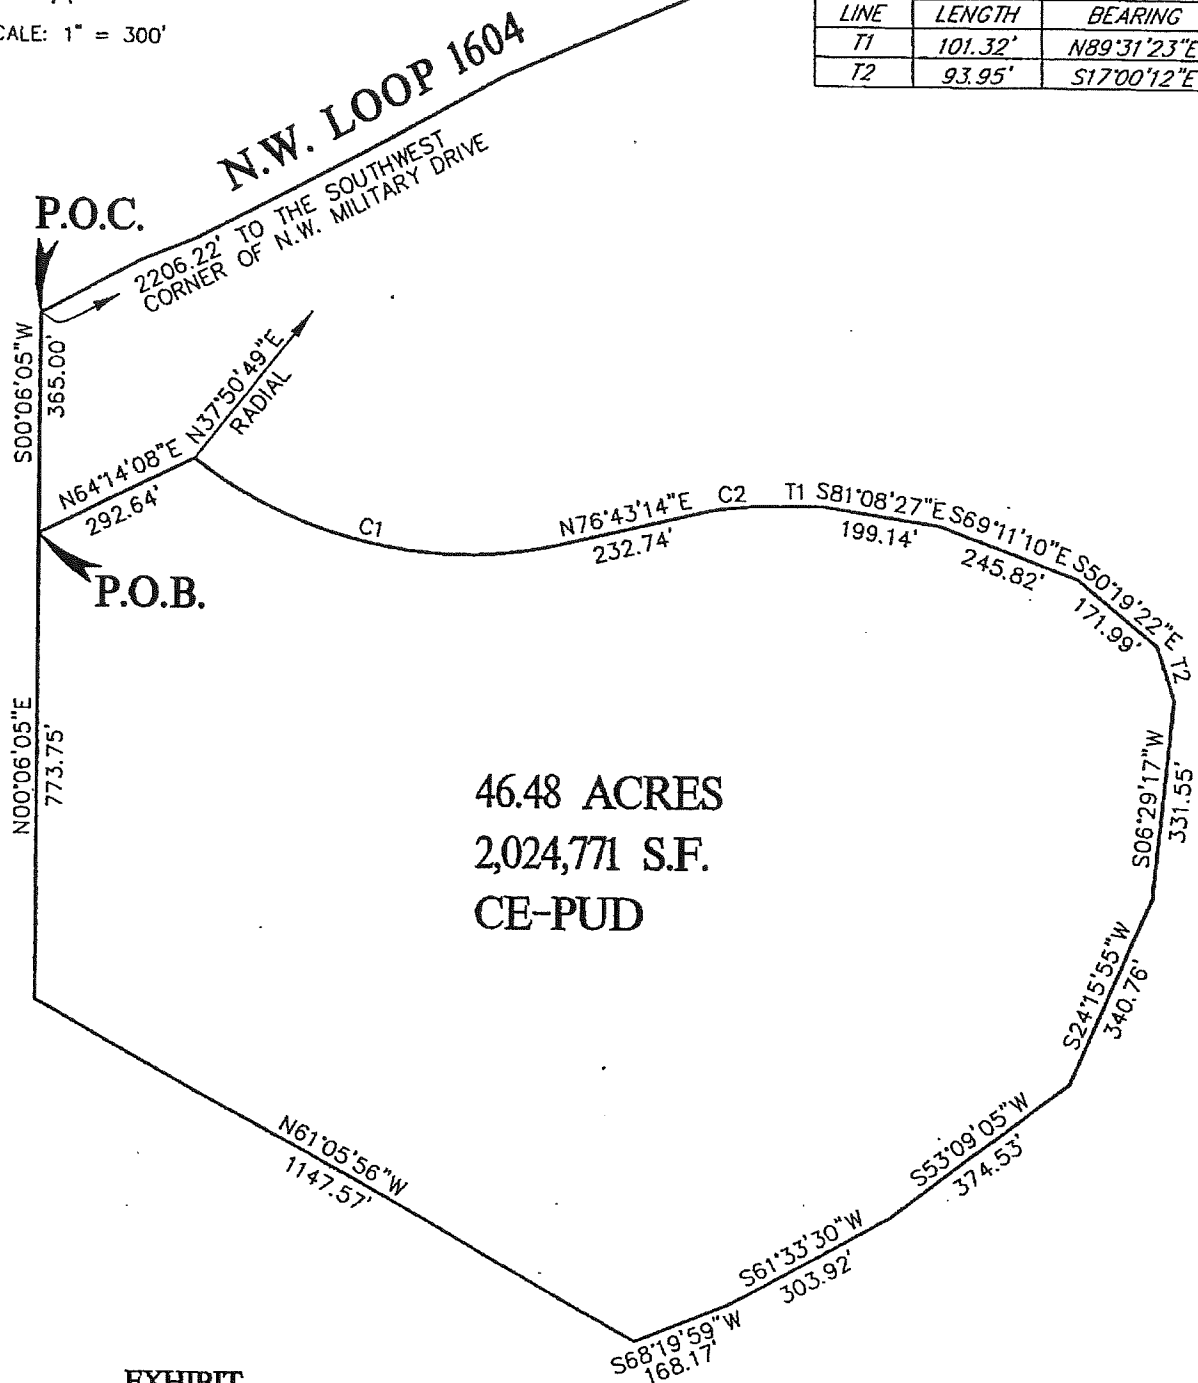 CALE: 1" = 300'
LINE LENGTH BEARING
T1 101.32' N89°31'23"E
T2 93.95' S17°00'12"E
N.W. LOOP 1604
2206.22' TO THE SOUTHWEST
CORNER OF N.W. MILITARY DRIVE
P.O.C.
S00°06'05"W
365.00'
N37°50'49"E
RADIAL
N64°14'08"E
292.64'
C1
N76°43'14"E
232.74'
C2
T1
S81°08'27"E
199.14'
S69°11'10"E
245.82'
S50°19'22"E
171.99'
T2
P.O.B.
N00°06'05"E
773.75'
S06°29'17"W
331.55'
46.48 ACRES
2,024,771 S.F.
CE-PUD
S24°15'55"W
340.76'
S53°09'05"W
374.53'
N61°05'56"W
1147.57'
S61°33'30"W
303.92'
S68°19'59"W
168.17'
EXHIBIT